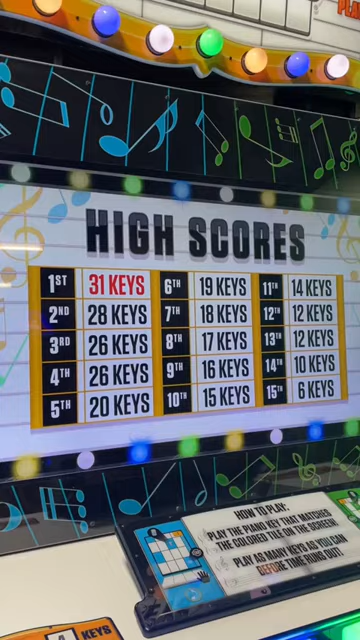 PLAY
HIGH SCORES
1ST 31 KEYS 6TH 19 KEYS 11TH 14 KEYS
2ND 28 KEYS 7TH 18 KEYS 12TH 12 KEYS
3RD 26 KEYS 8TH 17 KEYS 13TH 12 KEYS
4TH 26 KEYS 9TH 16 KEYS 14TH 10 KEYS
5TH 20 KEYS 10TH 15 KEYS 15TH 6 KEYS
HOW TO PLAY:
PLAY THE PIANO KEY THAT MATCHES
THE COLORED TILE ON THE SCREEN
PLAY AS MANY KEYS AS YOU CAN
BEFORE TIME RUNS OUT!
4 KEYS